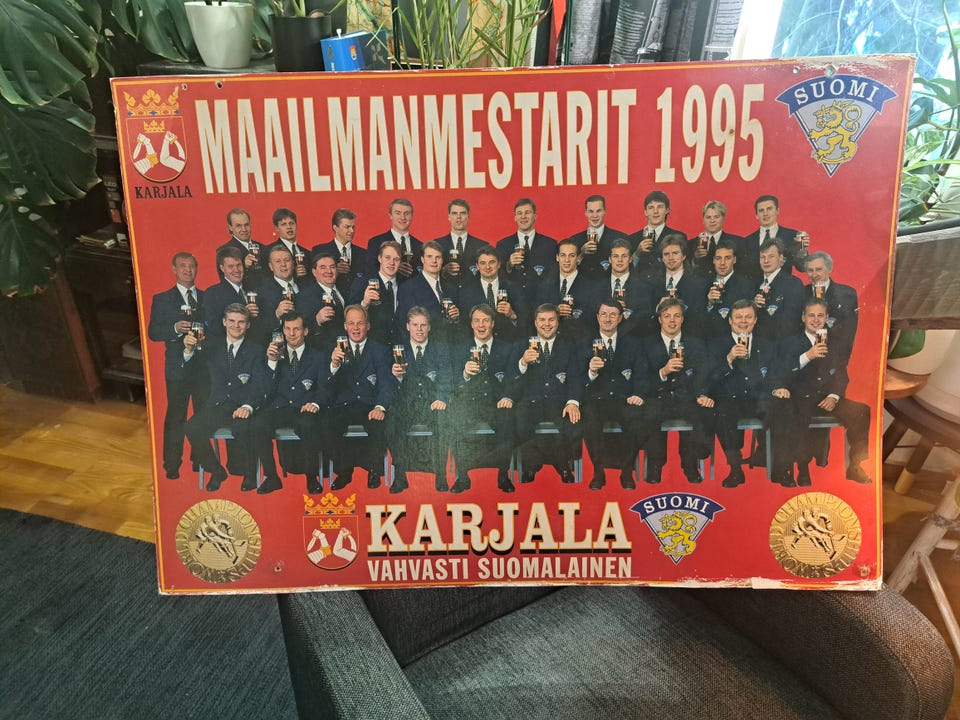 MAAILMANMESTARIT 1995
KARJALA
SUOMI
KARJALA
SUOMI
VAHVASTI SUOMALAINEN